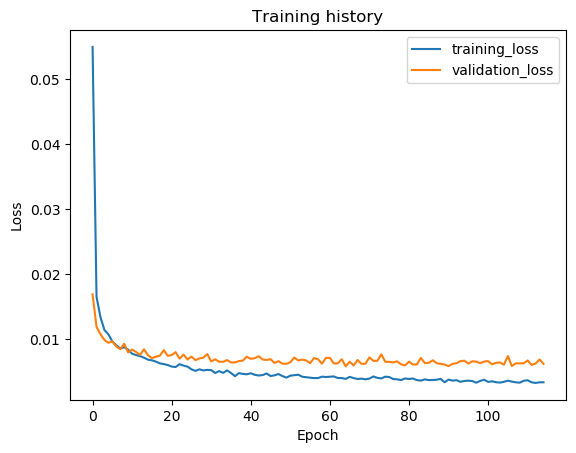 Training history
training_loss
validation_loss
0.05
0.04
0.03
0.02
0.01
Loss
0 20 40 60 80 100
Epoch